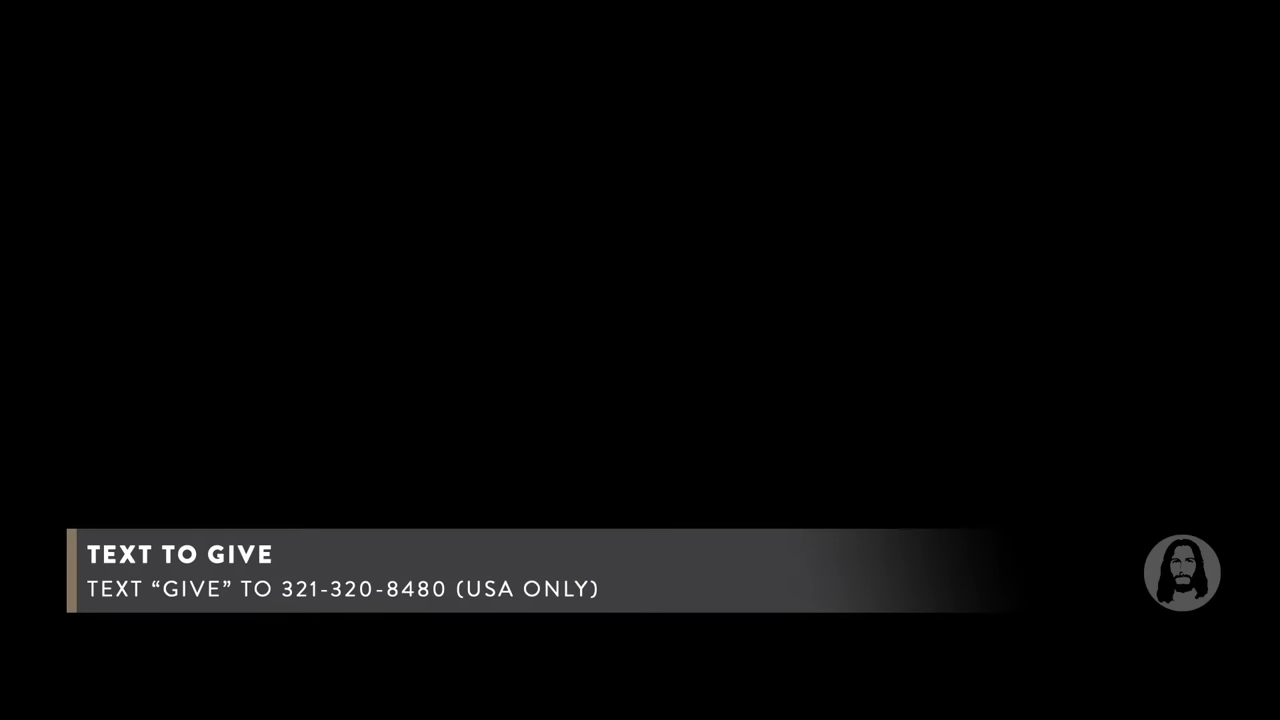 TEXT TO GIVE
TEXT “GIVE” TO 321-320-8480 (USA ONLY)